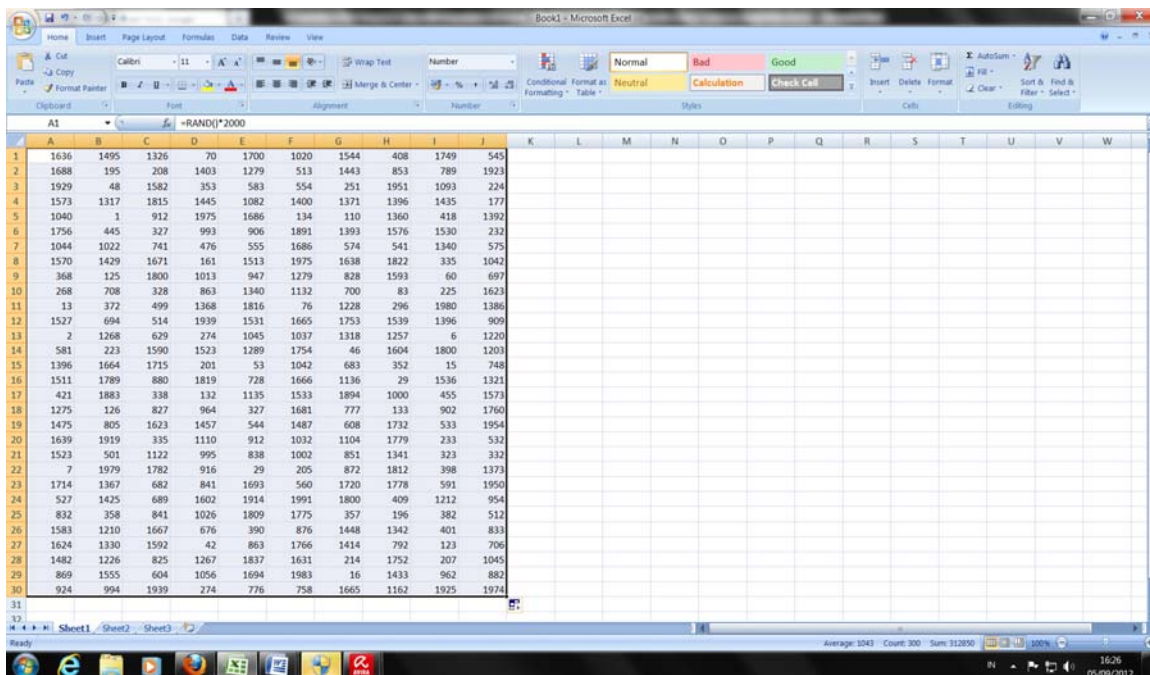 Book1 - Microsoft Excel
Home Insert Page Layout Formulas Data Review View
Cut
Copy
Format Painter
Paste
Clipboard
Calibri 11
Font
Wrap Text
Merge & Center
Alignment
Number
Number
Conditional Formatting
Format as Table
Normal Bad Good
Neutral Calculation Check Cell
Styles
Insert Delete Format
Cells
AutoSum
Fill
Clear
Sort & Filter
Find & Select
Editing
A1 fx =RAND()*2000
A B C D E F G H I J K L M N O P Q R S T U V W
1 1636 1495 1326 70 1700 1020 1544 408 1749 545
2 1688 195 208 1403 1279 513 1443 853 789 1923
3 1929 48 1582 353 583 554 251 1951 1093 224
4 1573 1317 1815 1445 1082 1400 1371 1396 1435 177
5 1040 1 912 1975 1686 134 110 1360 418 1392
6 1756 445 327 993 906 1891 1393 1576 1530 232
7 1044 1022 741 476 555 1686 574 541 1340 575
8 1570 1429 1671 161 1513 1975 1638 1822 335 1042
9 368 125 1800 1013 947 1279 828 1593 60 697
10 268 708 328 863 1340 1132 700 83 225 1623
11 13 372 499 1368 1816 76 1228 296 1980 1386
12 1527 694 514 1939 1531 1665 1753 1539 1396 909
13 2 1268 629 274 1045 1037 1318 1257 6 1220
14 581 223 1590 1523 1289 1754 46 1604 1800 1203
15 1396 1664 1715 201 53 1042 683 352 15 748
16 1511 1789 880 1819 728 1666 1136 29 1536 1321
17 421 1883 338 132 1135 1533 1894 1000 455 1573
18 1275 126 827 964 327 1681 777 133 902 1760
19 1475 805 1623 1457 544 1487 608 1732 533 1954
20 1639 1919 335 1110 912 1032 1104 1779 233 532
21 1523 501 1122 995 838 1002 851 1341 323 332
22 7 1979 1782 916 29 205 872 1812 398 1373
23 1714 1367 682 841 1693 560 1720 1778 591 1950
24 527 1425 689 1602 1914 1991 1800 409 1212 954
25 832 358 841 1026 1809 1775 357 196 382 512
26 1583 1210 1667 676 390 876 1448 1342 401 833
27 1624 1330 1592 42 863 1766 1414 792 123 706
28 1482 1226 825 1267 1837 1631 214 1752 207 1045
29 869 1555 604 1056 1694 1983 16 1433 962 882
30 924 994 1939 274 776 758 1665 1162 1925 1974
31
32
Sheet1 Sheet2 Sheet3
Ready Average: 1043 Count: 300 Sum: 312850 100%
IN 16:26
05/09/2012